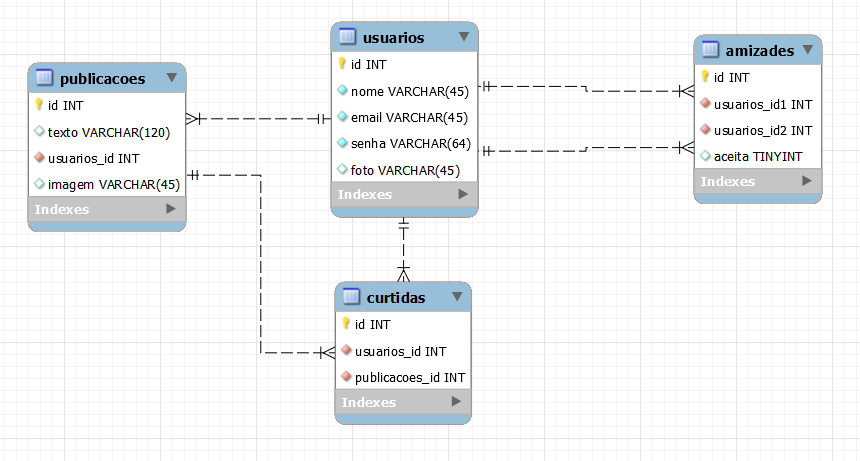 publicacoes
id INT
texto VARCHAR(120)
usuarios_id INT
imagem VARCHAR(45)
Indexes
usuarios
id INT
nome VARCHAR(45)
email VARCHAR(45)
senha VARCHAR(64)
foto VARCHAR(45)
Indexes
amizades
id INT
usuarios_id1 INT
usuarios_id2 INT
aceita TINYINT
Indexes
curtidas
id INT
usuarios_id INT
publicacoes_id INT
Indexes